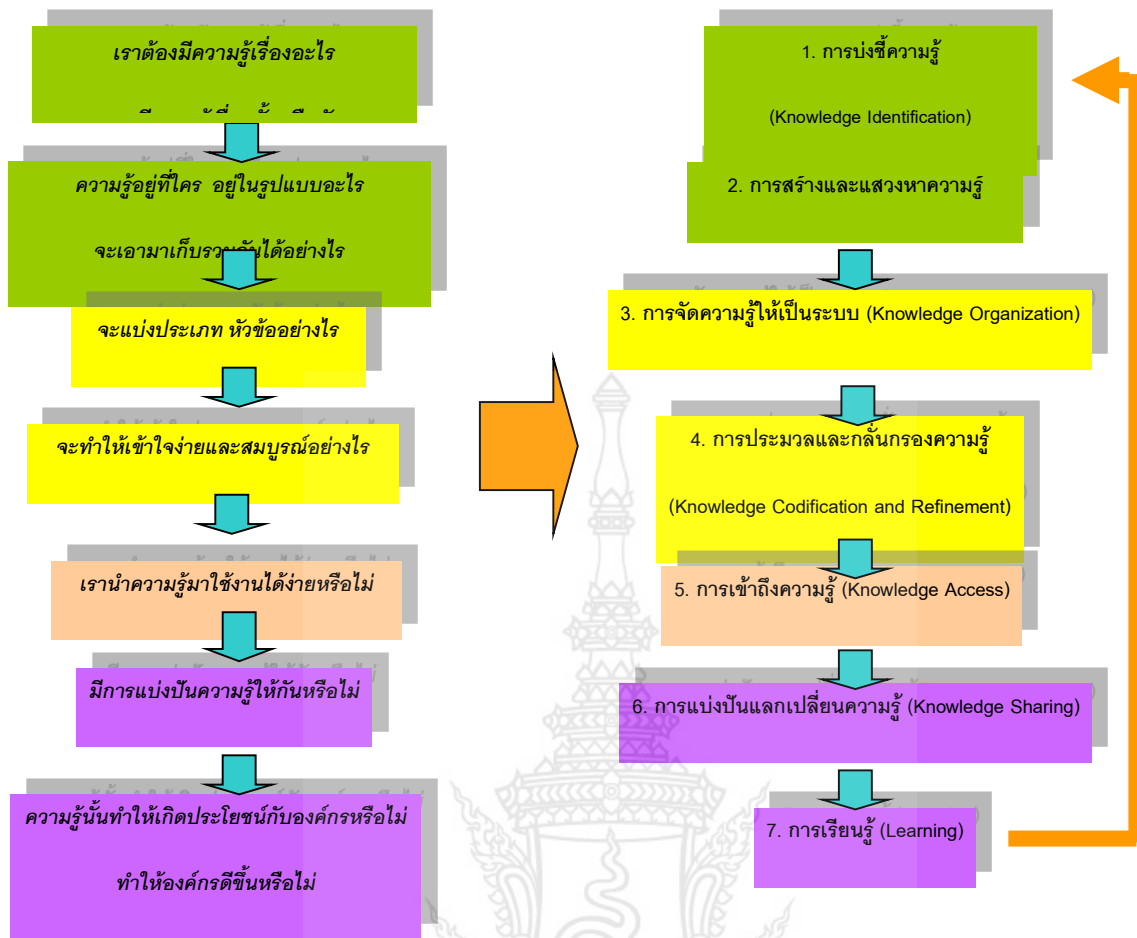 เราต้องมีความรู้เรื่องอะไร
ความรู้อยู่ที่ใคร อยู่ในรูปแบบอะไร
จะเอามาเก็บรวมกันได้อย่างไร
จะแบ่งประเภท หัวข้ออย่างไร
จะทำให้เข้าใจง่ายและสมบูรณ์อย่างไร
เรานำความรู้มาใช้งานได้ง่ายหรือไม่
มีการแบ่งปันความรู้ให้กันหรือไม่
ความรู้นั้นทำให้เกิดประโยชน์กับองค์กรหรือไม่
ทำให้องค์กรดีขึ้นหรือไม่
1. การบ่งชี้ความรู้
(Knowledge Identification)
2. การสร้างและแสวงหาความรู้
3. การจัดความรู้ให้เป็นระบบ (Knowledge Organization)
4. การประมวลและกลั่นกรองความรู้
(Knowledge Codification and Refinement)
5. การเข้าถึงความรู้ (Knowledge Access)
6. การแบ่งปันแลกเปลี่ยนความรู้ (Knowledge Sharing)
7. การเรียนรู้ (Learning)